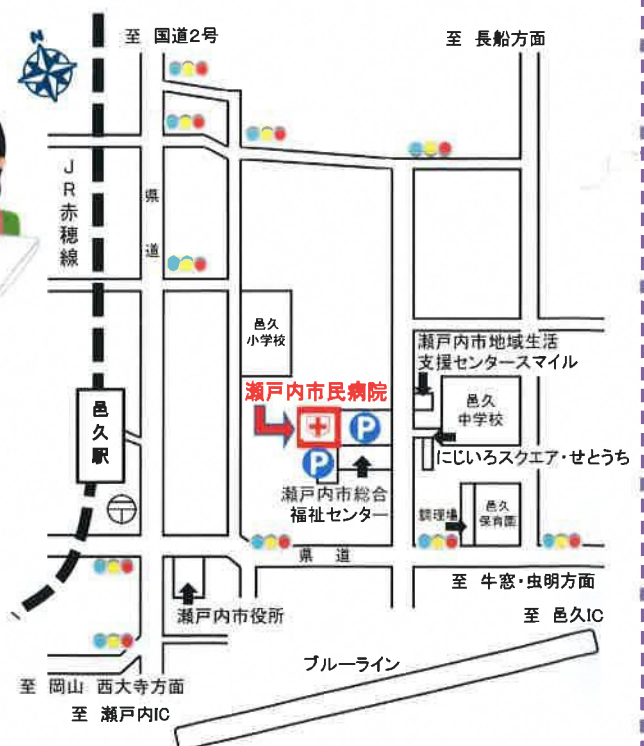 至 国道2号
至 長船方面
N
JR赤穂線
県
道
邑久
小学校
瀬戸内市地域生活
支援センタースマイル
瀬戸内市民病院
邑久駅
邑久
中学校
P
P
にじいろスクエア・せとうち
瀬戸内市総合
福祉センター
調理場
邑久
保育園
県 道
至 牛窓・虫明方面
瀬戸内市役所
至 邑久IC
ブルーライン
至 岡山 西大寺方面
至 瀬戸内IC